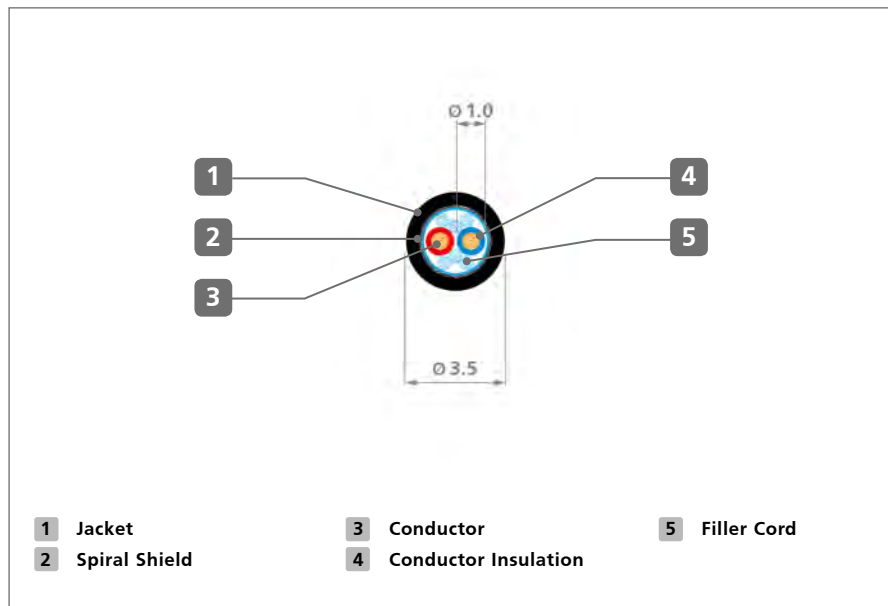 Ø 1.0
1
4
2
5
3
Ø 3.5
1 Jacket
3 Conductor
5 Filler Cord
2 Spiral Shield
4 Conductor Insulation